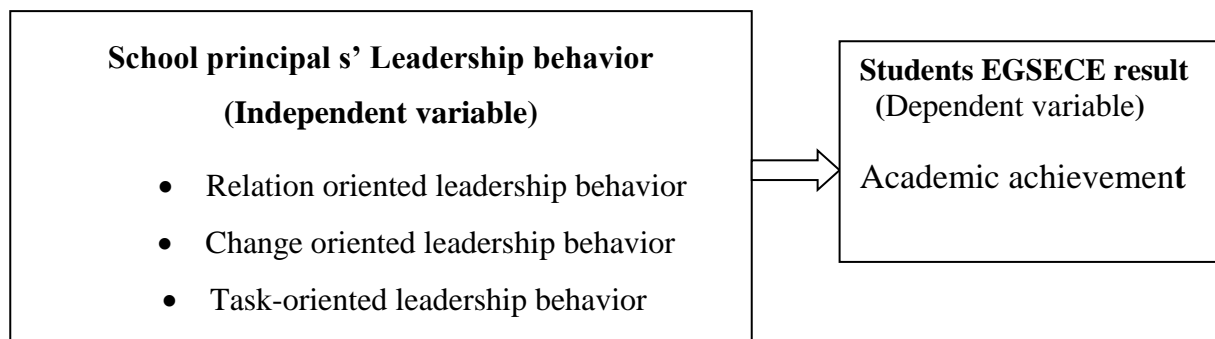 School principal s’ Leadership behavior
(Independent variable)
• Relation oriented leadership behavior
• Change oriented leadership behavior
• Task-oriented leadership behavior
Students EGSECE result
(Dependent variable)
Academic achievement